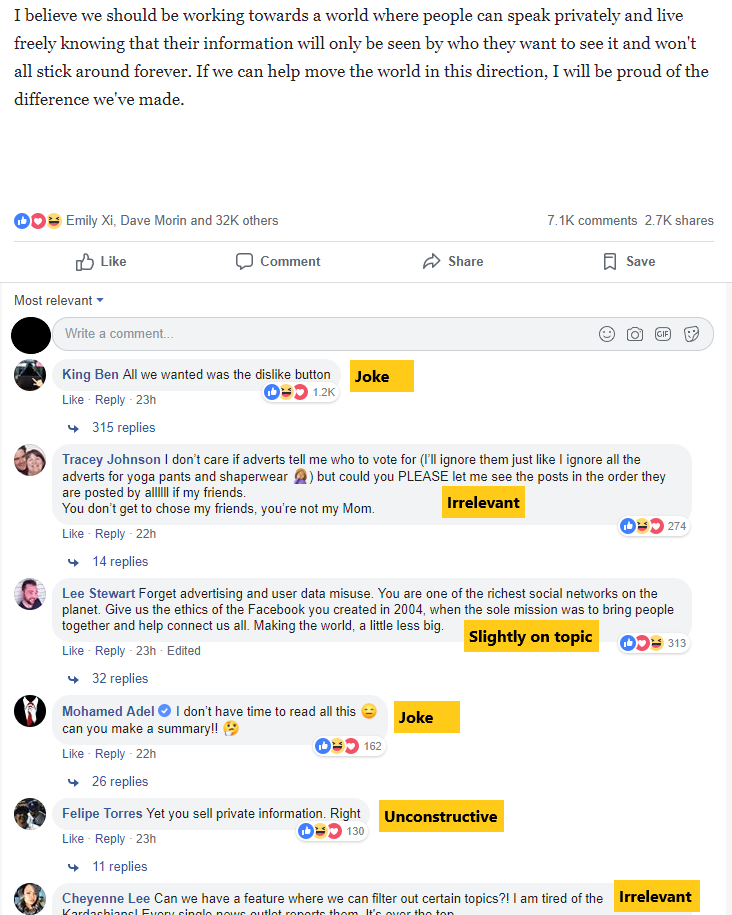 I believe we should be working towards a world where people can speak privately and live
freely knowing that their information will only be seen by who they want to see it and won't
all stick around forever. If we can help move the world in this direction, I will be proud of the
difference we've made.
Emily Xi, Dave Morin and 32K others
7.1K comments 2.7K shares
Like Comment Share Save
Most relevant
Write a comment...
GIF
King Ben All we wanted was the dislike button
Joke
1.2K
Like · Reply · 23h
315 replies
Tracey Johnson I don't care if adverts tell me who to vote for (I'll ignore them just like I ignore all the
adverts for yoga pants and shaperwear 🤦🏼‍♀️) but could you PLEASE let me see the posts in the order they
are posted by allllll if my friends.
You don't get to chose my friends, you're not my Mom.
Irrelevant
274
Like · Reply · 22h
14 replies
Lee Stewart Forget advertising and user data misuse. You are one of the richest social networks on the
planet. Give us the ethics of the Facebook you created in 2004, when the sole mission was to bring people
together and help connect us all. Making the world, a little less big.
Slightly on topic
313
Like · Reply · 23h · Edited
32 replies
Mohamed Adel I don't have time to read all this 😑
can you make a summary!! 🤔
Joke
162
Like · Reply · 22h
26 replies
Felipe Torres Yet you sell private information. Right
Unconstructive
130
Like · Reply · 23h
11 replies
Cheyenne Lee Can we have a feature where we can filter out certain topics?! I am tired of the
Irrelevant
Kardashians! Every single news outlet reports them. It's over the top